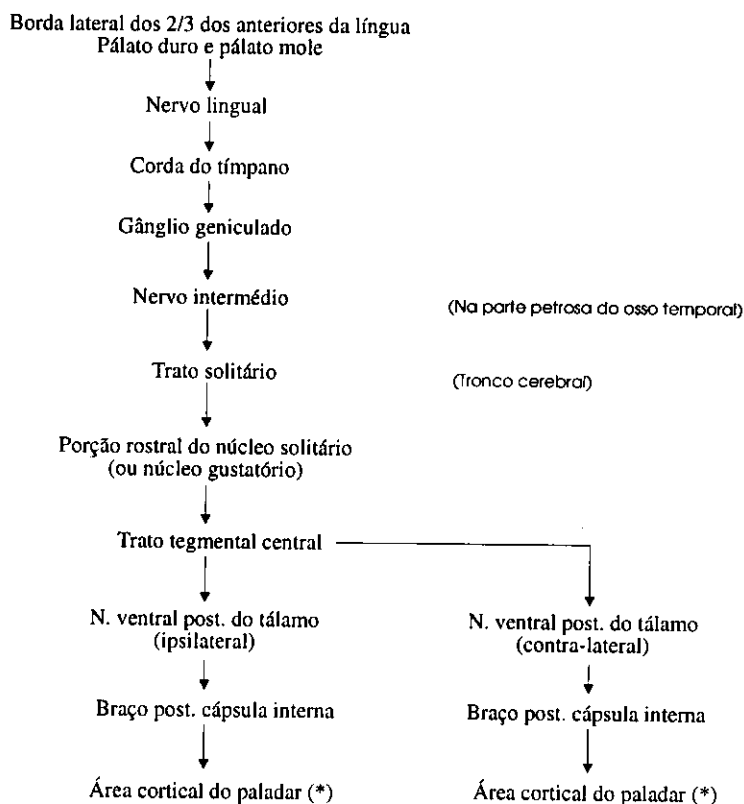 Borda lateral dos 2/3 dos anteriores da língua
Pálato duro e pálato mole
Nervo lingual
Corda do tímpano
Gânglio geniculado
Nervo intermédio
(Na parte petrosa do osso temporal)
Trato solitário
(Tronco cerebral)
Porção rostral do núcleo solitário
(ou núcleo gustatório)
Trato tegmental central
N. ventral post. do tálamo
(ipsilateral)
N. ventral post. do tálamo
(contra-lateral)
Braço post. cápsula interna
Braço post. cápsula interna
Área cortical do paladar (*)
Área cortical do paladar (*)